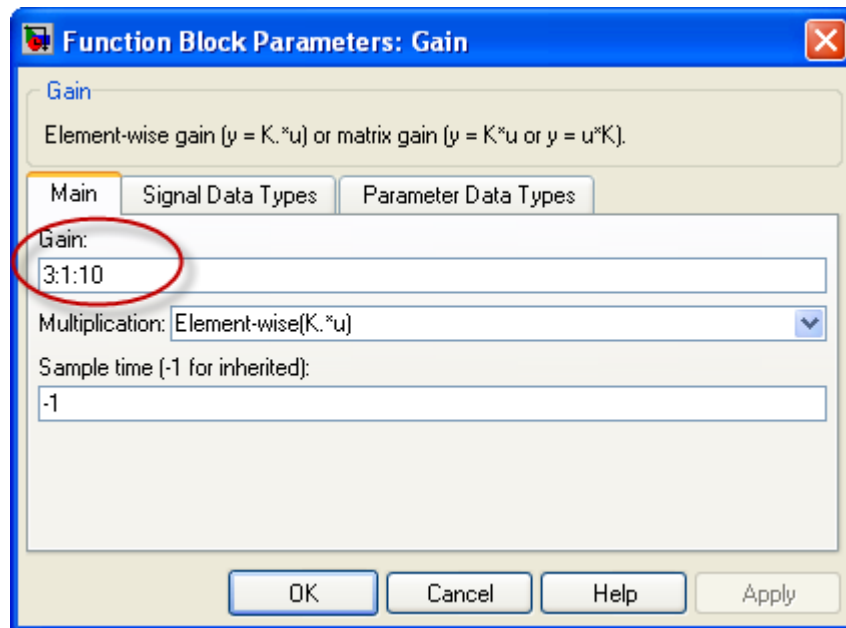 Function Block Parameters: Gain
Gain
Element-wise gain (y = K.*u) or matrix gain (y = K*u or y = u*K).
Main Signal Data Types Parameter Data Types
Gain:
3:1:10
Multiplication: Element-wise(K.*u)
Sample time (-1 for inherited):
-1
OK Cancel Help Apply